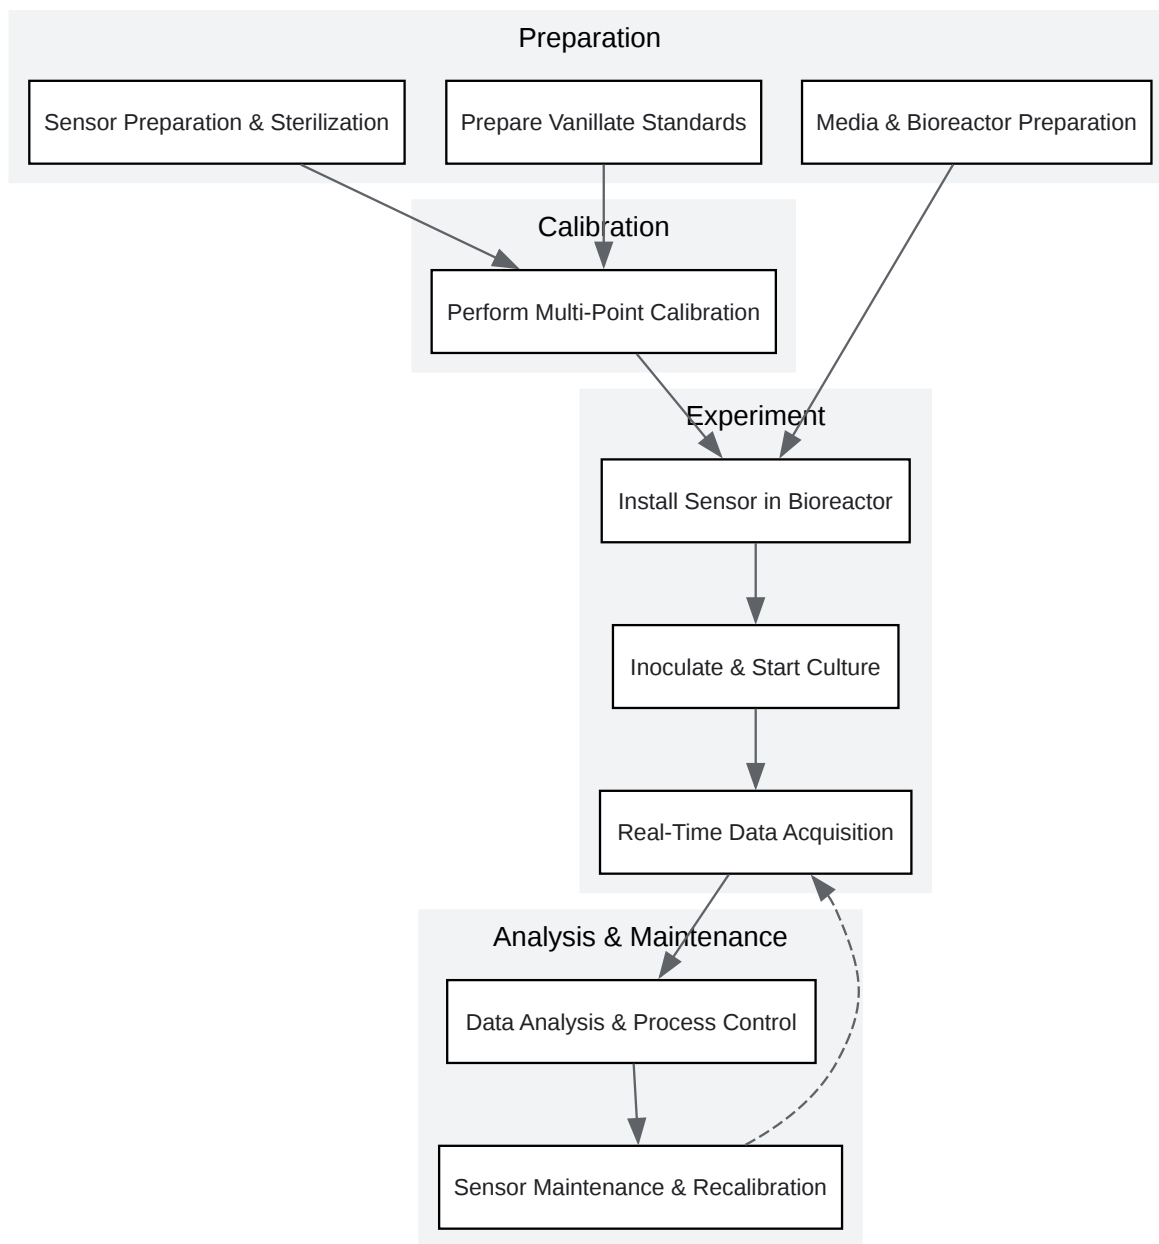 Preparation
Sensor Preparation & Sterilization
Prepare Vanillate Standards
Media & Bioreactor Preparation
Calibration
Perform Multi-Point Calibration
Experiment
Install Sensor in Bioreactor
Inoculate & Start Culture
Real-Time Data Acquisition
Analysis & Maintenance
Data Analysis & Process Control
Sensor Maintenance & Recalibration